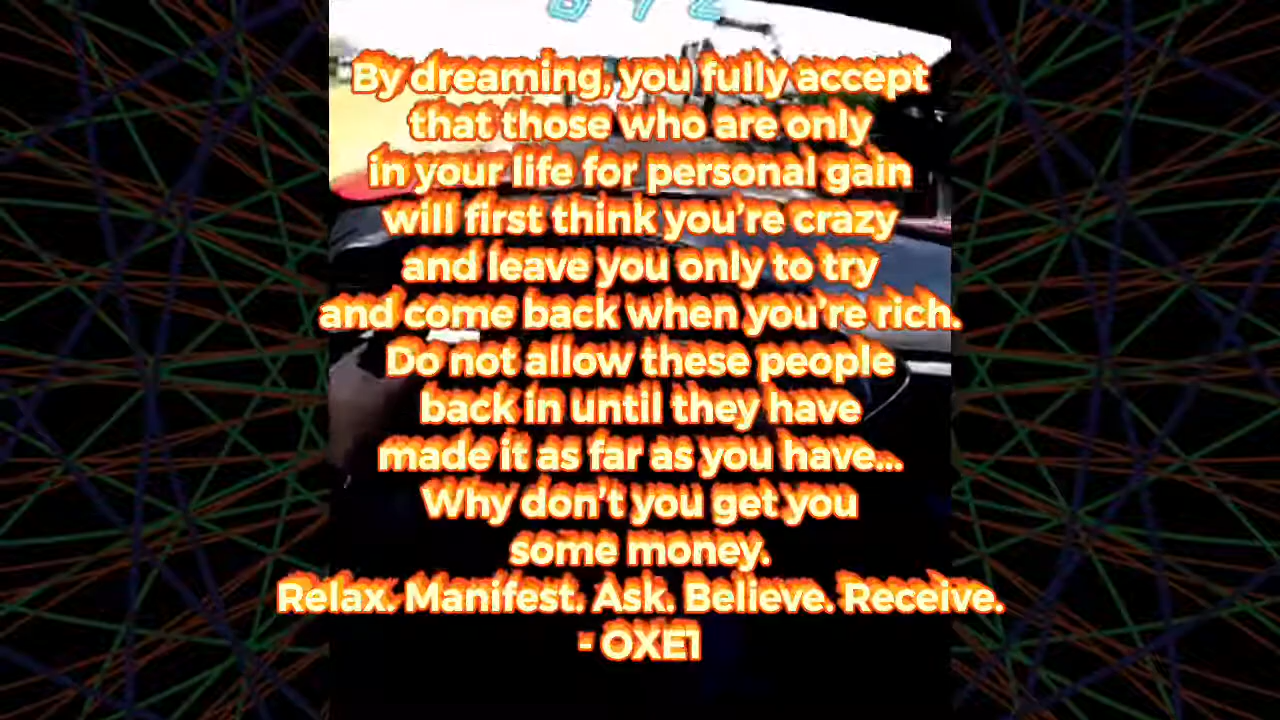 By dreaming, you fully accept
that those who are only
in your life for personal gain
will first think you're crazy
and leave you only to try
and come back when you're rich.
Do not allow these people
back in until they have
made it as far as you have...
Why don't you get you
some money.
Relax. Manifest. Ask. Believe. Receive.
- OXE1